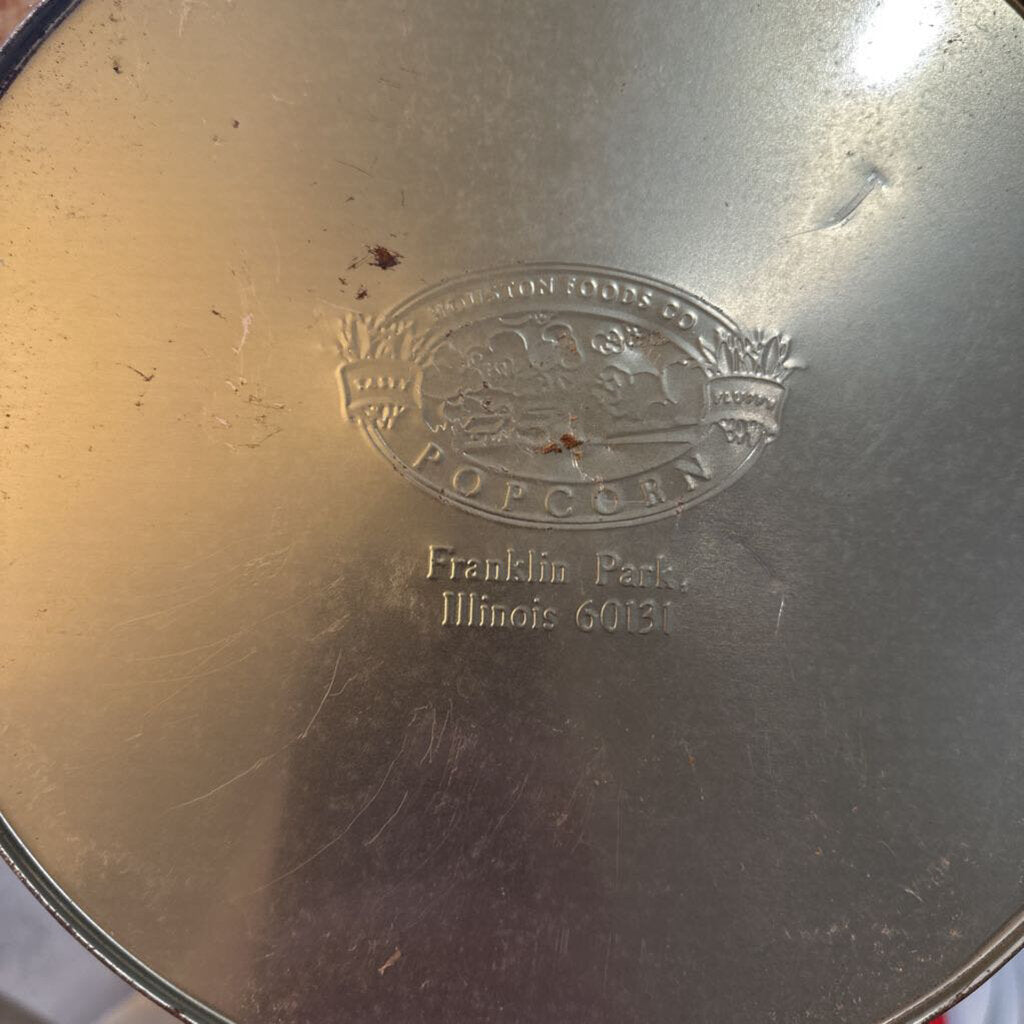 HOUSTON FOODS CO.
POPCORN
Franklin Park,
Illinois 60131